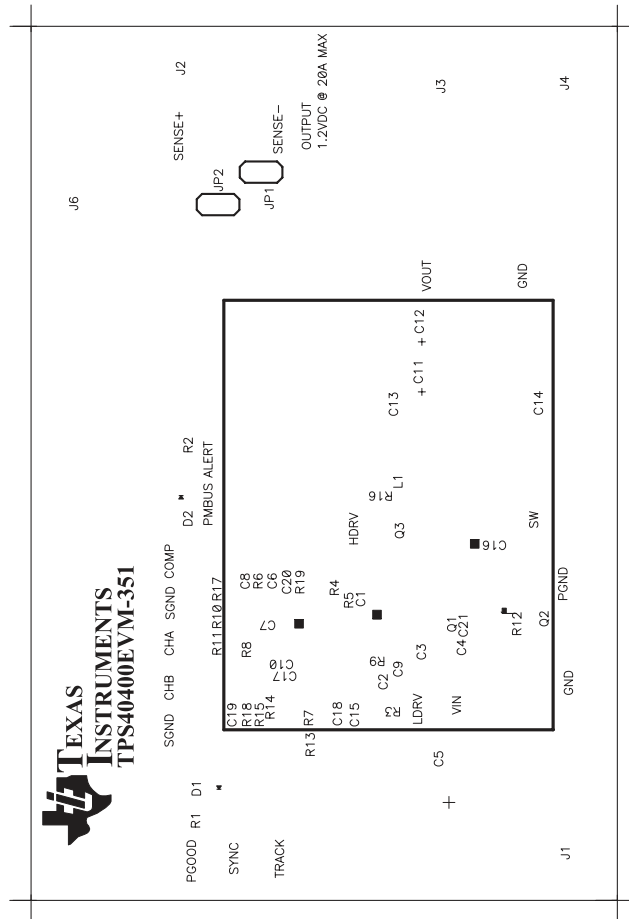 TEXAS
INSTRUMENTS
TPS40400EVM-351
J6
J2
SENSE+
JP2
JP1
SENSE-
OUTPUT
1.2VDC @ 20A MAX
J3
J4
PGOOD R1 D1
SYNC
TRACK
SGND CHB CHA SGND COMP
D2 R2
PMBUS ALERT
R11 R10 R17
C19
R18
R15
R14
R8
C8
R6
C6
C20
R19
C7
C10
C17
R13 R7
C18
C15
R4
R5
C1
HDRV
R16
L1
C13
R9
C2
C9
R3
LDRV
C3
Q3
+ C11
+ C12
VOUT
GND
VIN
C5
+
Q1
C4
C21
C16
R12
SW
C14
Q2
GND
PGND
J1